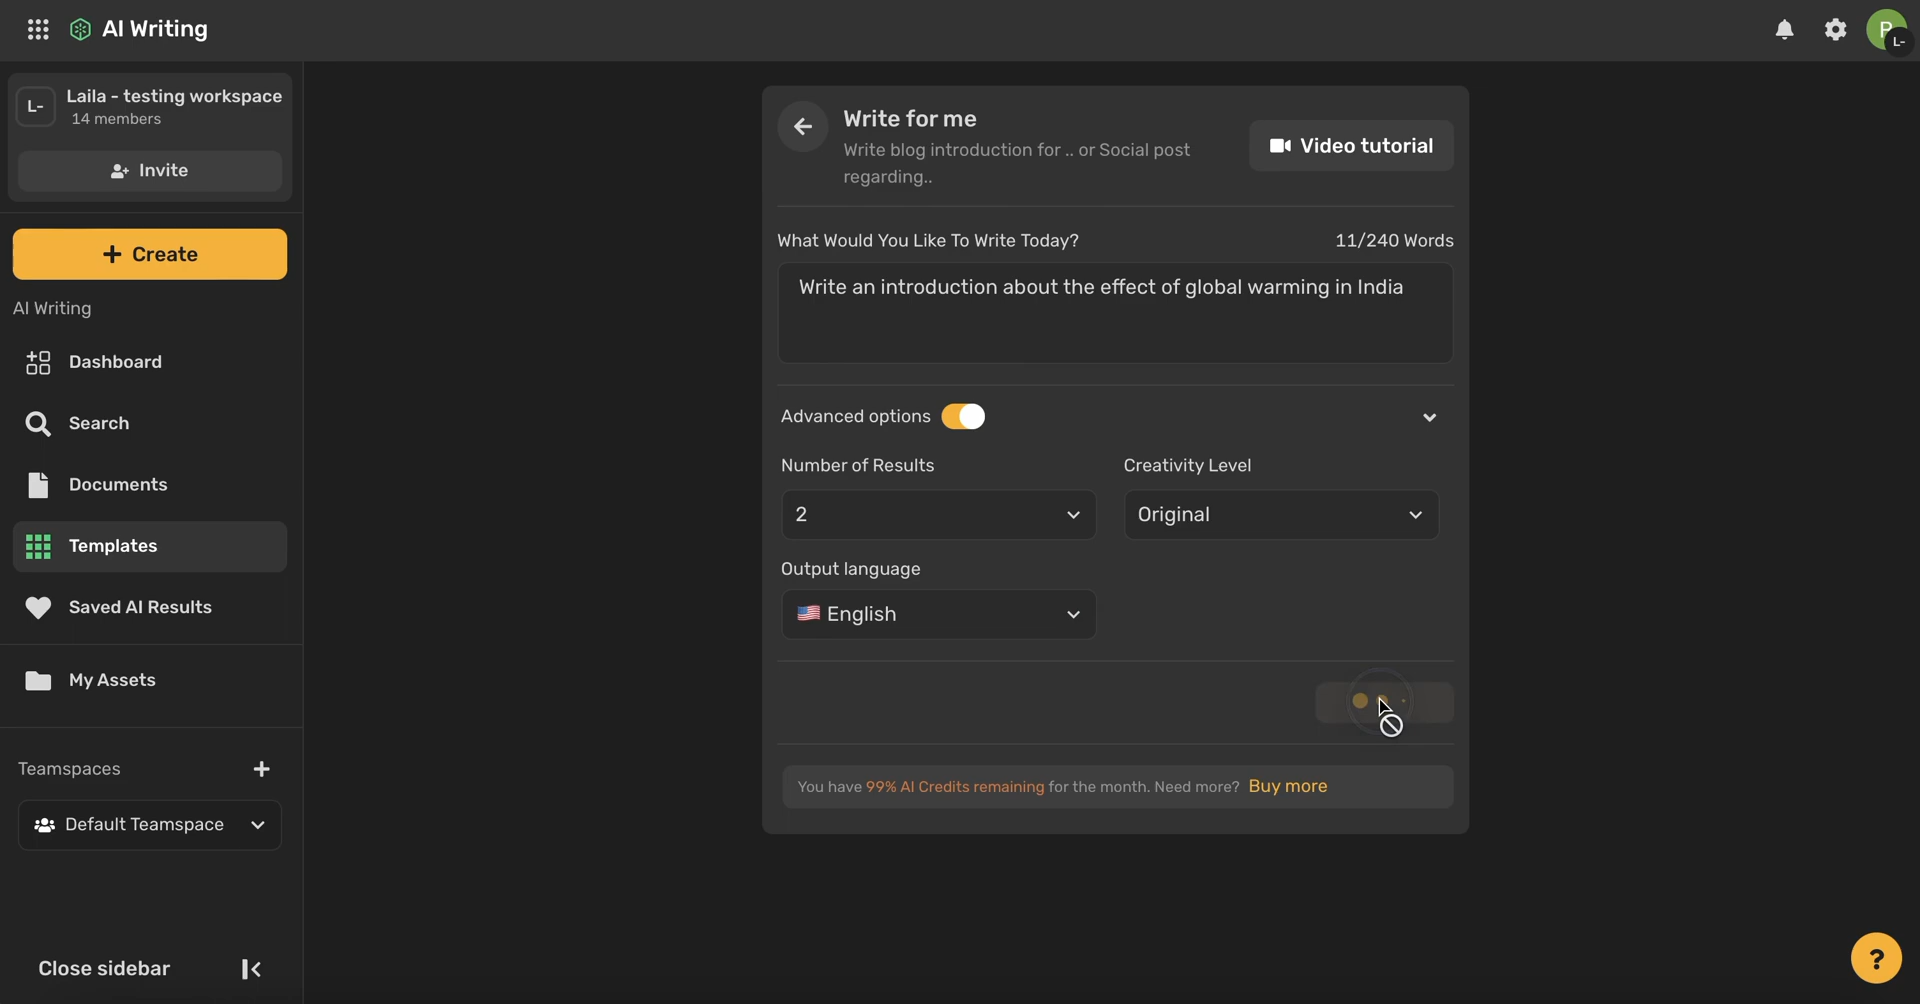 AI Writing
P
L-
L-
Laila - testing workspace
14 members
Invite
+ Create
AI Writing
Dashboard
Search
Documents
Templates
Saved AI Results
My Assets
Teamspaces +
Default Teamspace
Close sidebar
Write for me
Write blog introduction for .. or Social post
regarding..
Video tutorial
What Would You Like To Write Today? 11/240 Words
Write an introduction about the effect of global warming in India
Advanced options
Number of Results Creativity Level
2 Original
Output language
English
You have 99% AI Credits remaining for the month. Need more? Buy more
?